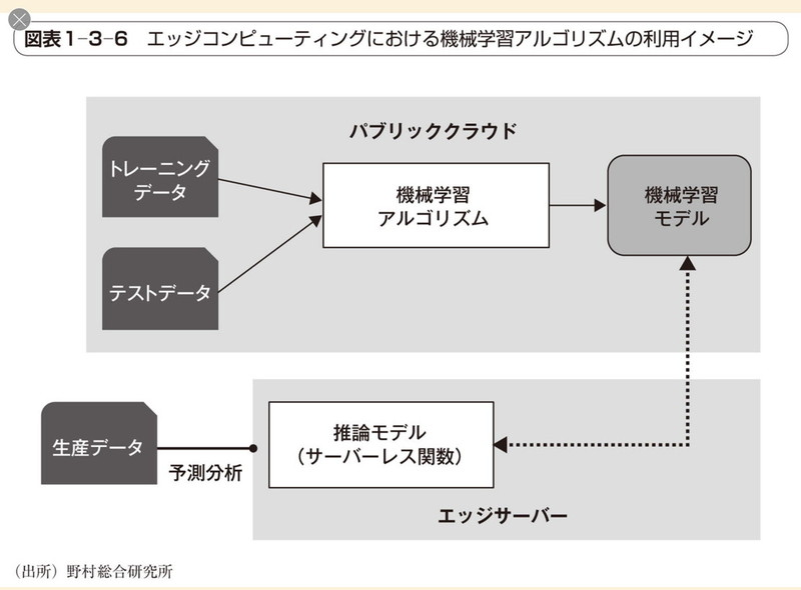 図表1-3-6 エッジコンピューティングにおける機械学習アルゴリズムの利用イメージ
パブリッククラウド
トレーニング
データ
機械学習
アルゴリズム
機械学習
モデル
テストデータ
生産データ
予測分析
推論モデル
（サーバーレス関数）
エッジサーバー
（出所）野村総合研究所